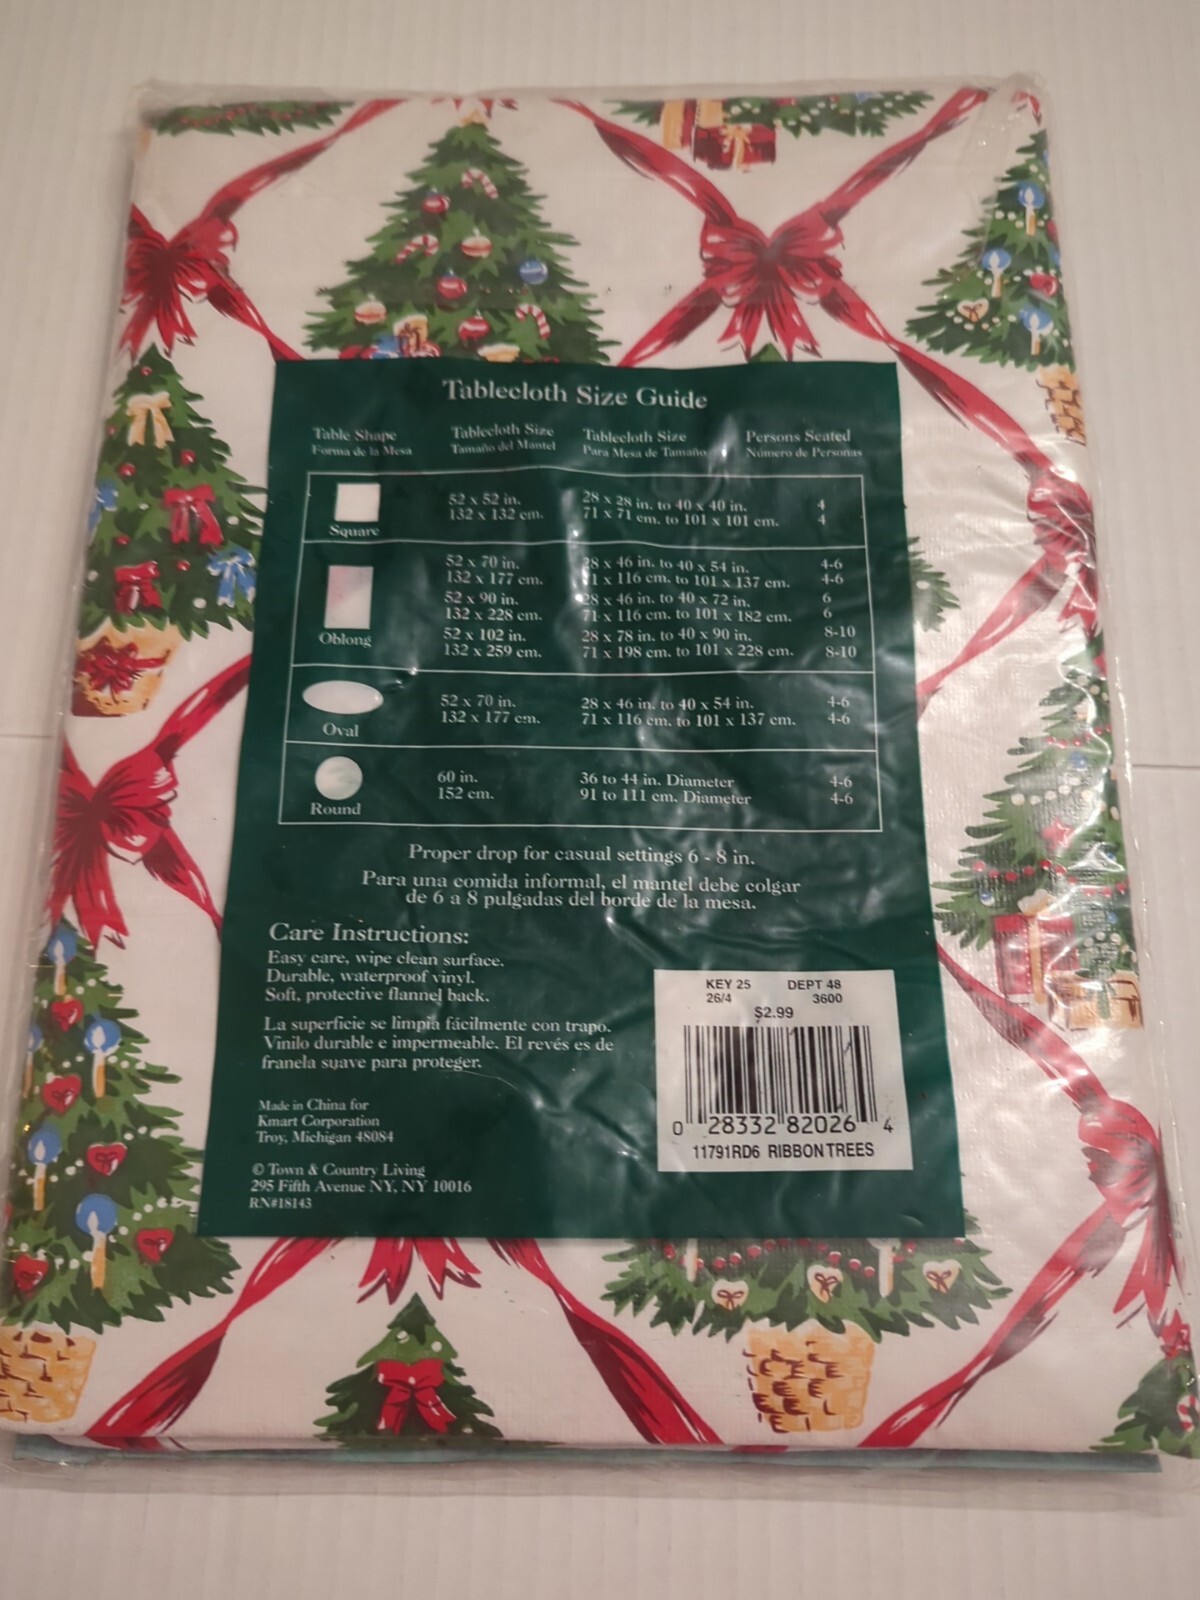 Tablecloth Size Guide
Table Shape Tablecloth Size Tablecloth Size Persons Seated
Forma de la Mesa Tamaño del Mantel Para Mesa de Tamaño Número de Personas
52 x 52 in. 28 x 28 in. to 40 x 40 in. 4
132 x 132 cm. 71 x 71 cm. to 101 x 101 cm. 4
Square
52 x 70 in. 28 x 46 in. to 40 x 54 in. 4-6
132 x 177 cm. 71 x 116 cm. to 101 x 137 cm. 4-6
52 x 90 in. 28 x 46 in. to 40 x 72 in. 6
132 x 228 cm. 71 x 116 cm. to 101 x 182 cm. 6
52 x 102 in. 28 x 78 in. to 40 x 90 in. 8-10
132 x 259 cm. 71 x 198 cm. to 101 x 228 cm. 8-10
Oblong
52 x 70 in. 28 x 46 in. to 40 x 54 in. 4-6
132 x 177 cm. 71 x 116 cm. to 101 x 137 cm. 4-6
Oval
60 in. 36 to 44 in. Diameter 4-6
152 cm. 91 to 111 cm. Diameter 4-6
Round
Proper drop for casual settings 6 - 8 in.
Para una comida informal, el mantel debe colgar
de 6 a 8 pulgadas del borde de la mesa.
Care Instructions:
Easy care, wipe clean surface.
Durable, waterproof vinyl.
Soft, protective flannel back.
La superficie se limpia fácilmente con trapo.
Vinilo durable e impermeable. El revés es de
franela suave para proteger.
Made in China for
Kmart Corporation
Troy, Michigan 48084
© Town & Country Living
295 Fifth Avenue NY, NY 10016
RN#18143
KEY 25 DEPT 48
26/4 3600
$2.99
0 28332 82026 4
11791RD6 RIBBON TREES